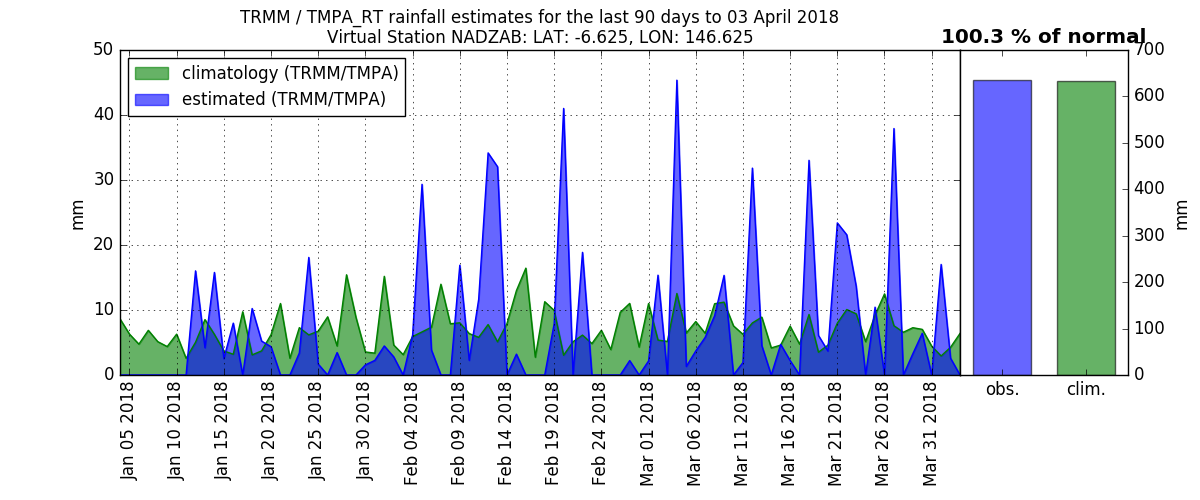 TRMM / TMPA_RT rainfall estimates for the last 90 days to 03 April 2018
Virtual Station NADZAB: LAT: -6.625, LON: 146.625
100.3 % of normal
climatology (TRMM/TMPA)
estimated (TRMM/TMPA)
50
40
30
20
10
0
mm
700
600
500
400
300
200
100
0
mm
Jan 05 2018
Jan 10 2018
Jan 15 2018
Jan 20 2018
Jan 25 2018
Jan 30 2018
Feb 04 2018
Feb 09 2018
Feb 14 2018
Feb 19 2018
Feb 24 2018
Mar 01 2018
Mar 06 2018
Mar 11 2018
Mar 16 2018
Mar 21 2018
Mar 26 2018
Mar 31 2018
obs.
clim.